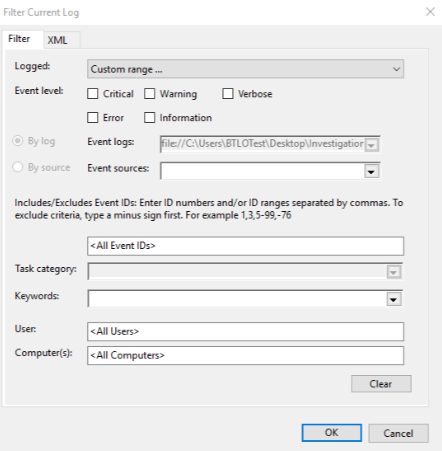 Filter Current Log
Filter XML
Logged: Custom range ...
Event level: Critical Warning Verbose
Error Information
By log Event logs: file://C:\Users\BTLOTest\Desktop\Investigation
By source Event sources:
Includes/Excludes Event IDs: Enter ID numbers and/or ID ranges separated by commas. To
exclude criteria, type a minus sign first. For example 1,3,5-99,-76
<All Event IDs>
Task category:
Keywords:
User: <All Users>
Computer(s): <All Computers>
Clear
OK Cancel